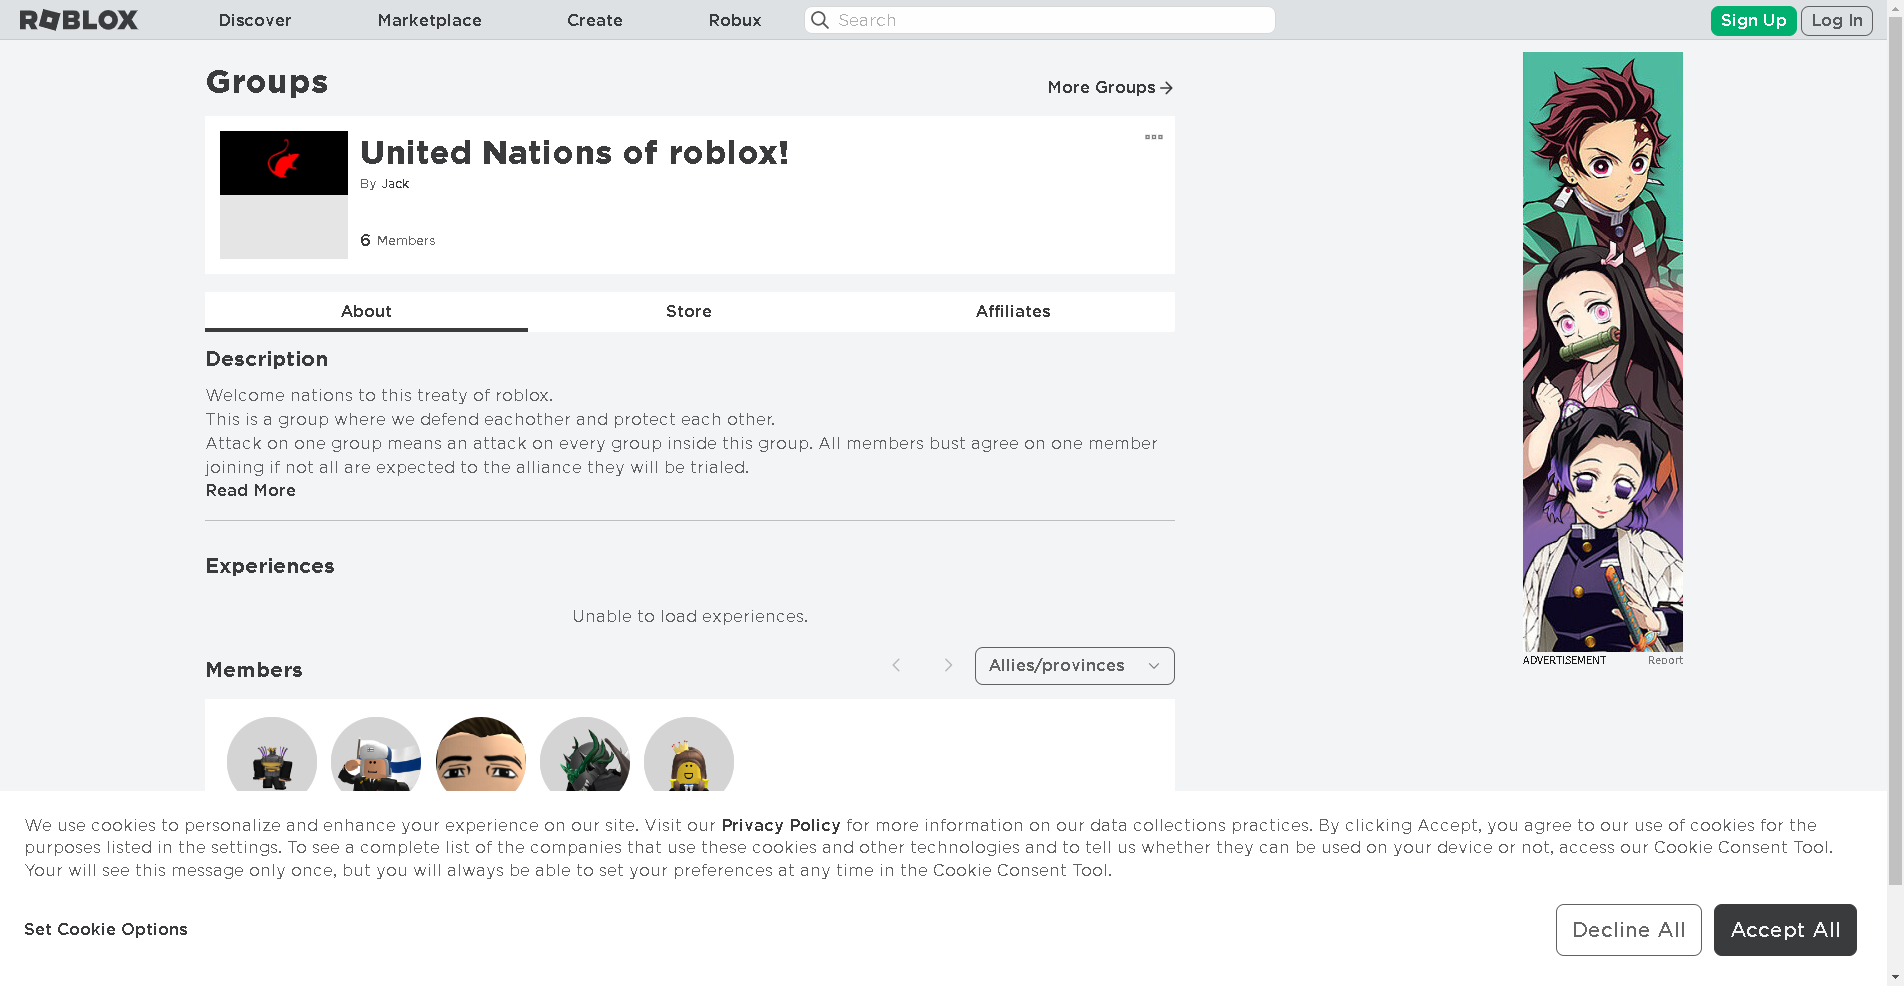 ROBLOX
Discover
Marketplace
Create
Robux
Search
Sign Up
Log In
Groups
More Groups
United Nations of roblox!
By Jack
6 Members
About
Store
Affiliates
Description
Welcome nations to this treaty of roblox.
This is a group where we defend eachother and protect each other.
Attack on one group means an attack on every group inside this group. All members bust agree on one member
joining if not all are expected to the alliance they will be trialed.
Read More
Experiences
Unable to load experiences.
Members
Allies/provinces
ADVERTISEMENT
Report
We use cookies to personalize and enhance your experience on our site. Visit our Privacy Policy for more information on our data collections practices. By clicking Accept, you agree to our use of cookies for the
purposes listed in the settings. To see a complete list of the companies that use these cookies and other technologies and to tell us whether they can be used on your device or not, access our Cookie Consent Tool.
Your will see this message only once, but you will always be able to set your preferences at any time in the Cookie Consent Tool.
Set Cookie Options
Decline All
Accept All